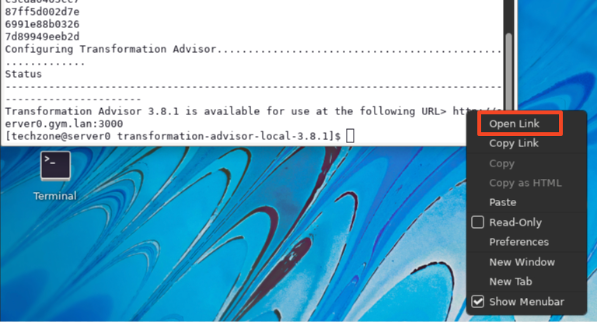 87ff5d002d7e
6991e88b0326
7d89949eeb2d
Configuring Transformation Advisor..................................................
.............
Status
--------------------------------------------------------------------------------
----------------------
Transformation Advisor 3.8.1 is available for use at the following URL> http://s
erver0.gym.lan:3000
[techzone@server0 transformation-advisor-local-3.8.1]$
Terminal
Open Link
Copy Link
Copy
Copy as HTML
Paste
Read-Only
Preferences
New Window
New Tab
Show Menubar